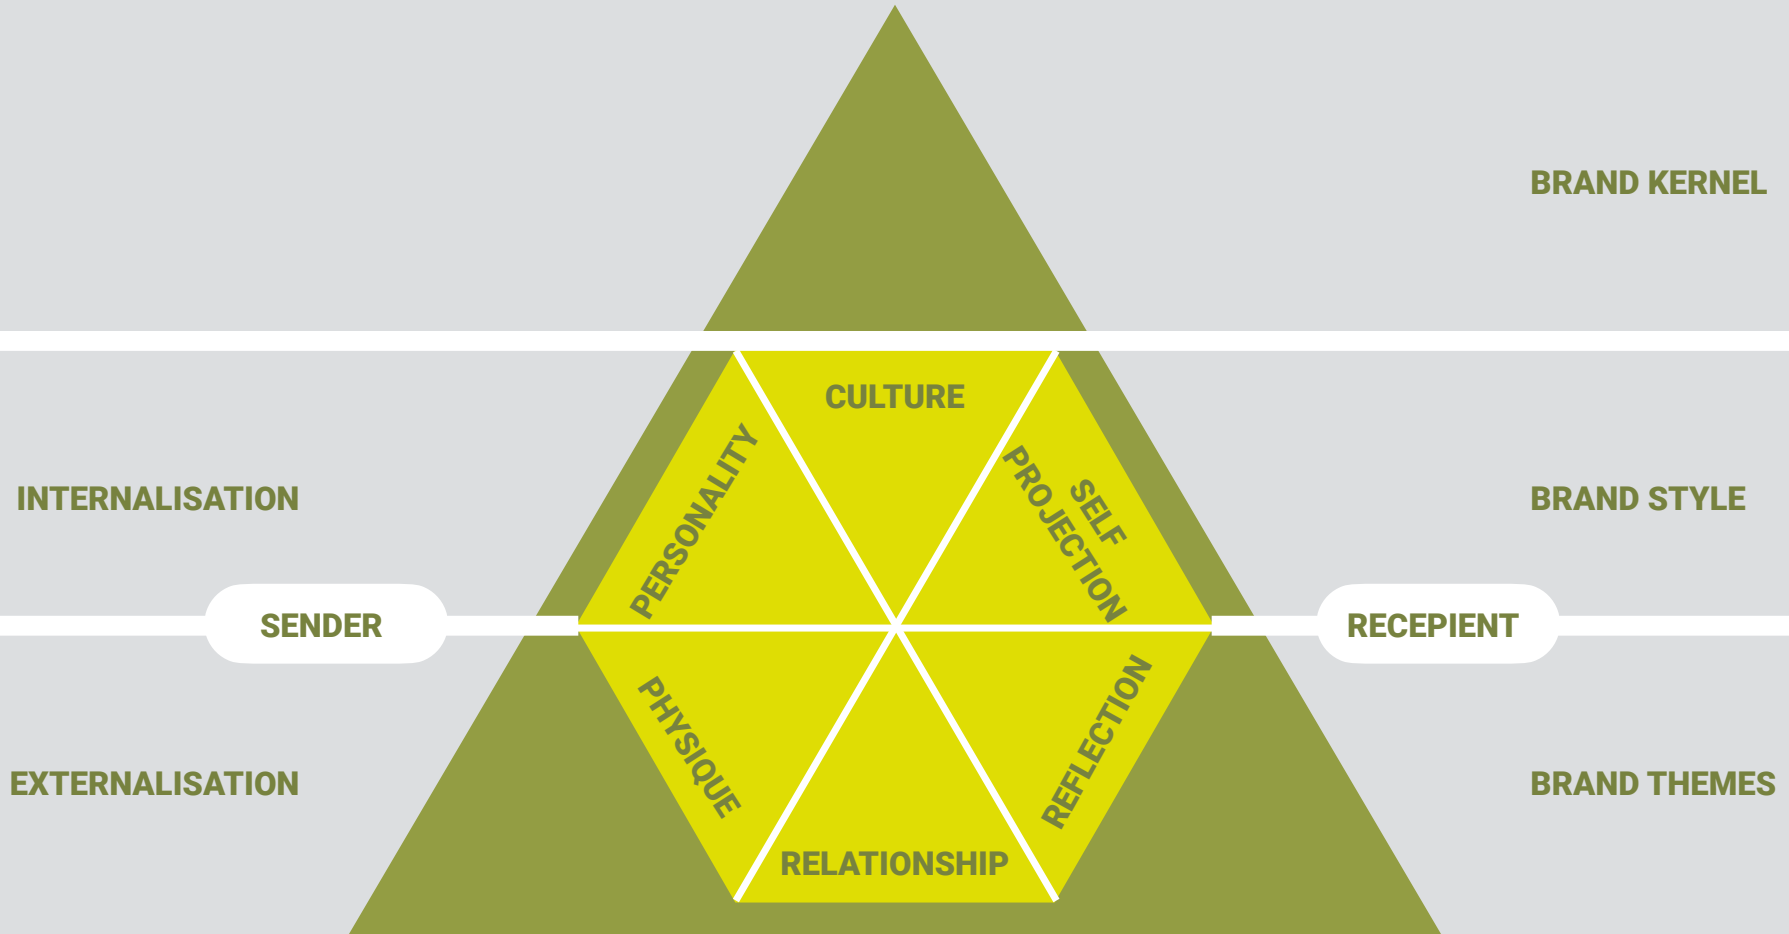 BRAND KERNEL
CULTURE
PERSONALITY
SELF
PROJECTION
INTERNALISATION
BRAND STYLE
SENDER
RECEPIENT
PHYSIQUE
REFLECTION
EXTERNALISATION
BRAND THEMES
RELATIONSHIP